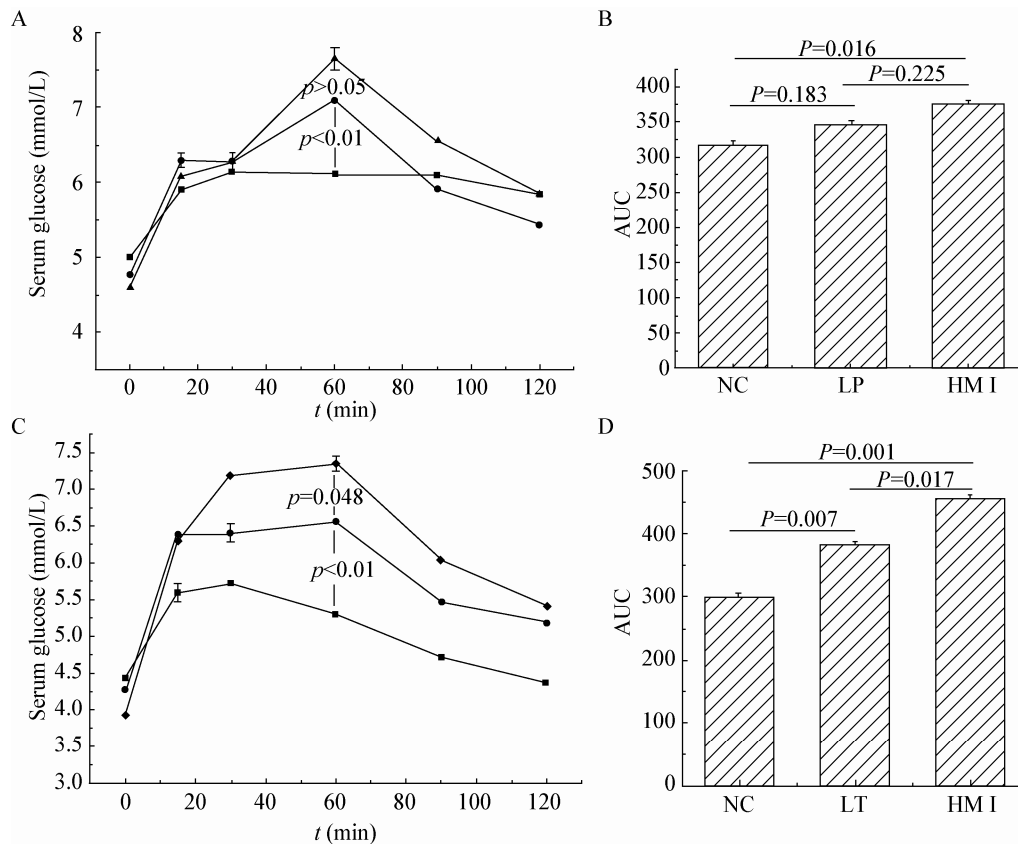 A
Serum glucose (mmol/L)
8
7
6
5
4
p>0.05
p<0.01
0 20 40 60 80 100 120
t (min)
B
AUC
400
350
300
250
200
150
100
50
0
P=0.016
P=0.225
P=0.183
NC LP HM I
C
Serum glucose (mmol/L)
7.5
7.0
6.5
6.0
5.5
5.0
4.5
4.0
3.5
3.0
p=0.048
p<0.01
0 20 40 60 80 100 120
t (min)
D
AUC
500
400
300
200
100
0
P=0.001
P=0.017
P=0.007
NC LT HM I